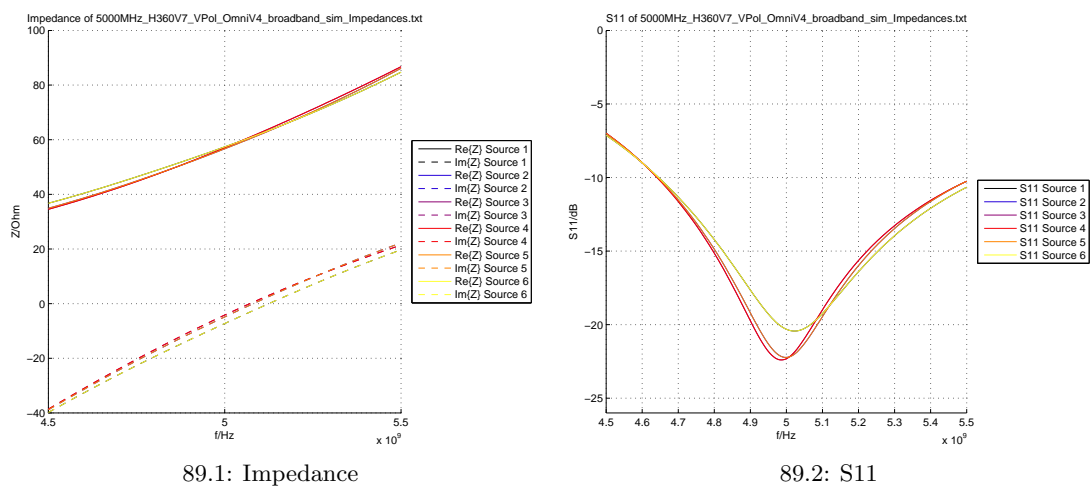 Impedance of 5000MHz_H360V7_VPol_OmniV4_broadband_sim_Impedances.txt
100
80
60
40
20
0
−20
−40
Z/Ohm
4.5
5
5.5
f/Hz
x 10^9
Re{Z} Source 1
Im{Z} Source 1
Re{Z} Source 2
Im{Z} Source 2
Re{Z} Source 3
Im{Z} Source 3
Re{Z} Source 4
Im{Z} Source 4
Re{Z} Source 5
Im{Z} Source 5
Re{Z} Source 6
Im{Z} Source 6
89.1: Impedance
S11 of 5000MHz_H360V7_VPol_OmniV4_broadband_sim_Impedances.txt
0
−5
−10
−15
−20
−25
S11/dB
4.5 4.6 4.7 4.8 4.9 5 5.1 5.2 5.3 5.4 5.5
f/Hz
x 10^9
S11 Source 1
S11 Source 2
S11 Source 3
S11 Source 4
S11 Source 5
S11 Source 6
89.2: S11